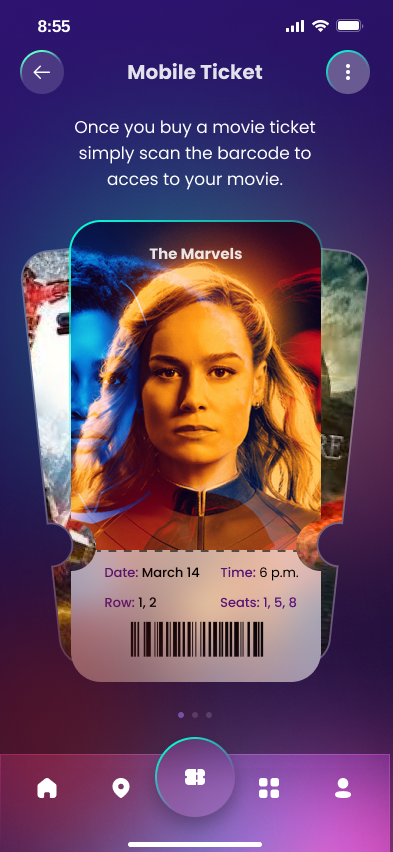 8:55
Mobile Ticket
Once you buy a movie ticket
simply scan the barcode to
acces to your movie.
The Marvels
Date: March 14 Time: 6 p.m.
Row: 1, 2 Seats: 1, 5, 8